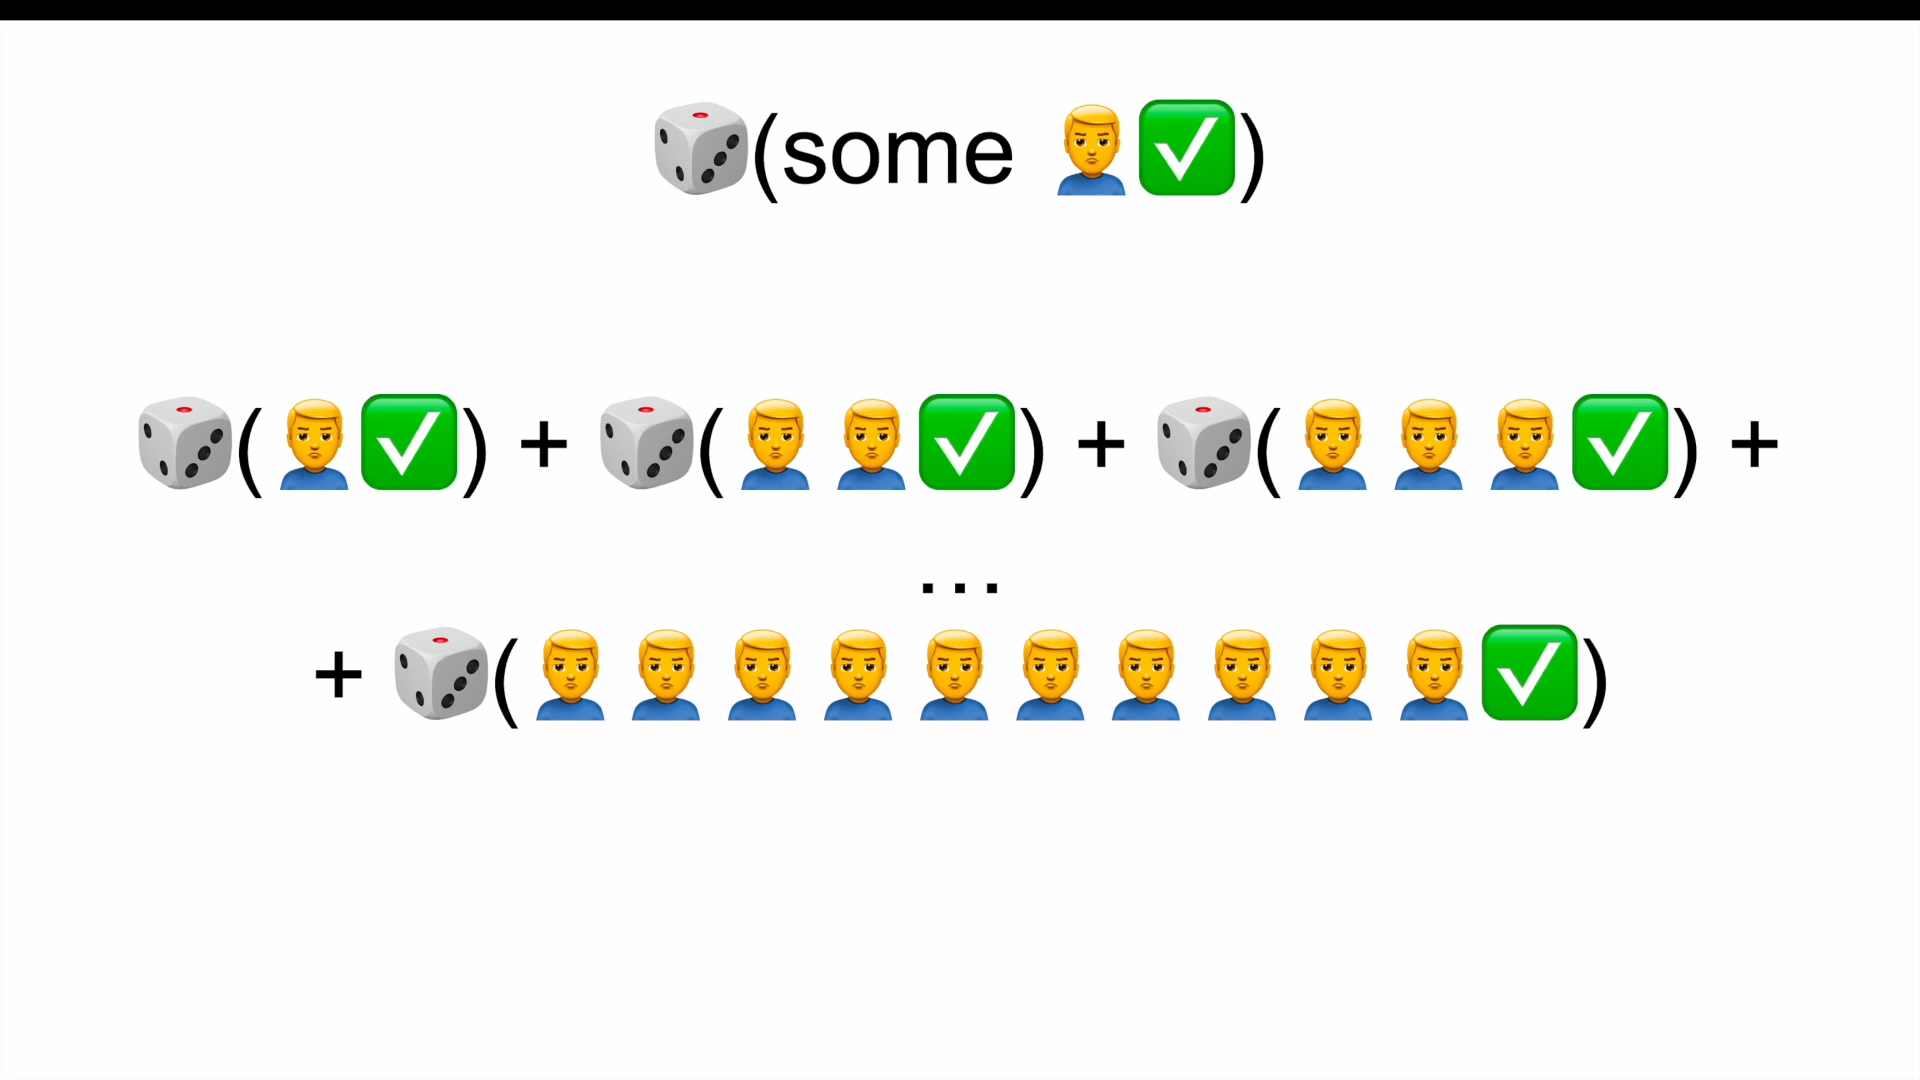 🎲(some 🙎‍♂️✅)
🎲(🙎‍♂️✅) + 🎲(🙎‍♂️🙎‍♂️✅) + 🎲(🙎‍♂️🙎‍♂️🙎‍♂️✅) +
...
+ 🎲(🙎‍♂️🙎‍♂️🙎‍♂️🙎‍♂️🙎‍♂️🙎‍♂️🙎‍♂️🙎‍♂️🙎‍♂️🙎‍♂️✅)